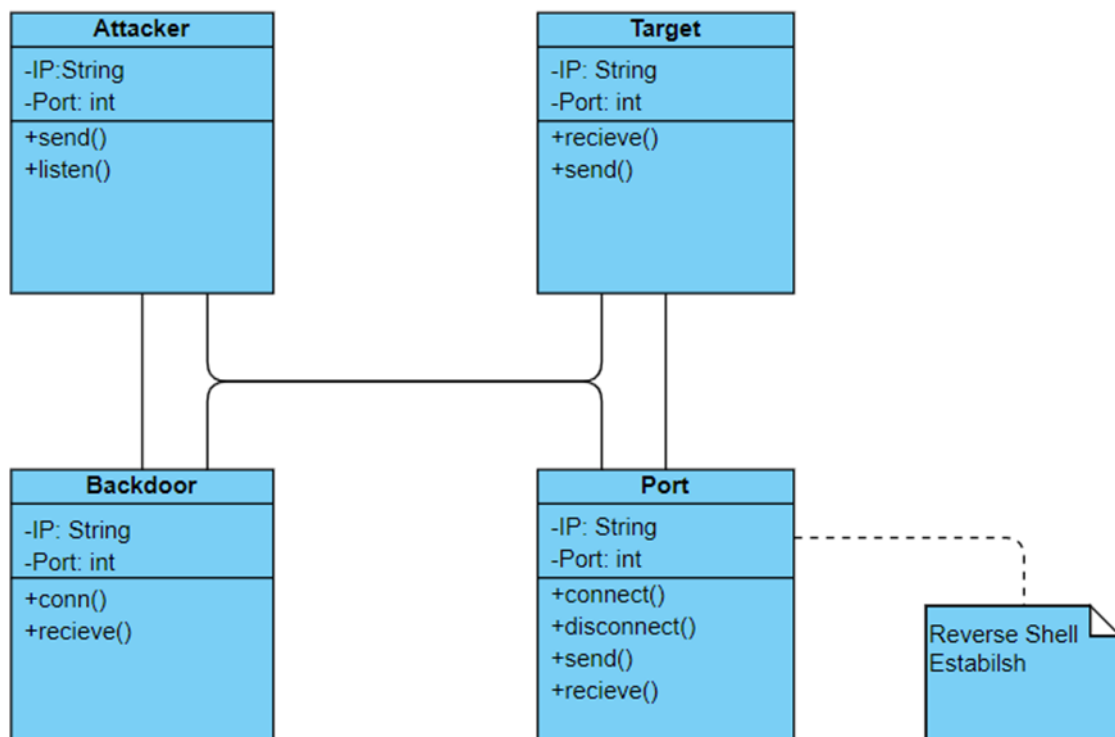 Attacker
-IP:String
-Port: int
+send()
+listen()
Target
-IP: String
-Port: int
+recieve()
+send()
Backdoor
-IP: String
-Port: int
+conn()
+recieve()
Port
-IP: String
-Port: int
+connect()
+disconnect()
+send()
+recieve()
Reverse Shell
Estabilsh